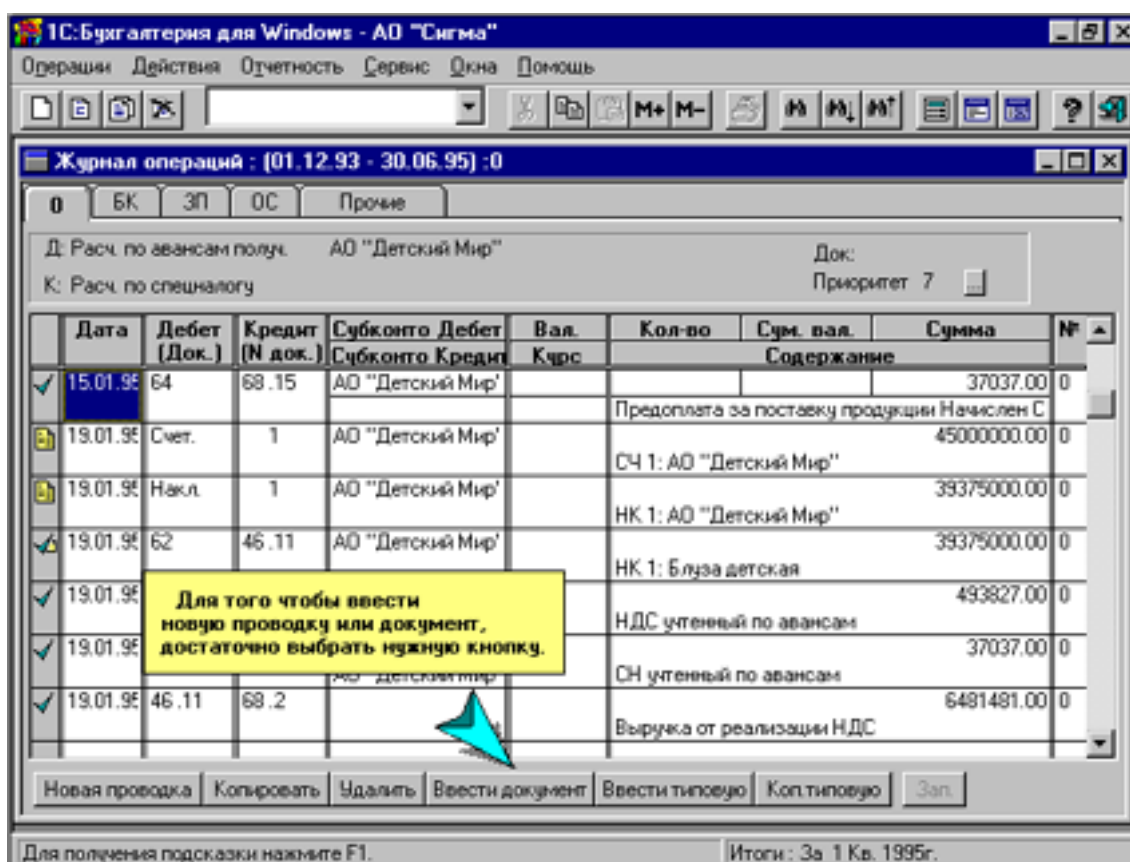 1С:Бухгалтерия для Windows - АО "Сигма"
Операции Действия Отчетность Сервис Окна Помощь
М+ М- ?
Журнал операций : (01.12.93 - 30.06.95) :0
0 БК ЗП ОС Прочие
Д: Расч. по авансам получ. АО "Детский Мир" Док:
К: Расч. по спецналогу Приоритет 7 ...
Дата Дебет Кредит Субконто Дебет Вал. Кол-во Сум. вал. Сумма №
(Док.) (N док.) Субконто Кредит Курс Содержание
15.01.95 64 68.15 АО "Детский Мир" 37037.00 0
Предоплата за поставку продукции Начислен С
19.01.95 Счет. 1 АО "Детский Мир" 45000000.00 0
СЧ 1: АО "Детский Мир"
19.01.95 Накл. 1 АО "Детский Мир" 39375000.00 0
НК 1: АО "Детский Мир"
19.01.95 62 46.11 АО "Детский Мир" 39375000.00 0
НК 1: Блуза детская
19.01.95 493827.00 0
НДС учтенный по авансам
19.01.95 37037.00 0
АО "Детский Мир" СН учтенный по авансам
19.01.95 46.11 68.2 6481481.00 0
Выручка от реализации НДС
Для того чтобы ввести
новую проводку или документ,
достаточно выбрать нужную кнопку.
Новая проводка Копировать Удалить Ввести документ Ввести типовую Коп.типовую Зап.
Для получения подсказки нажмите F1. Итоги : За 1 Кв. 1995г.